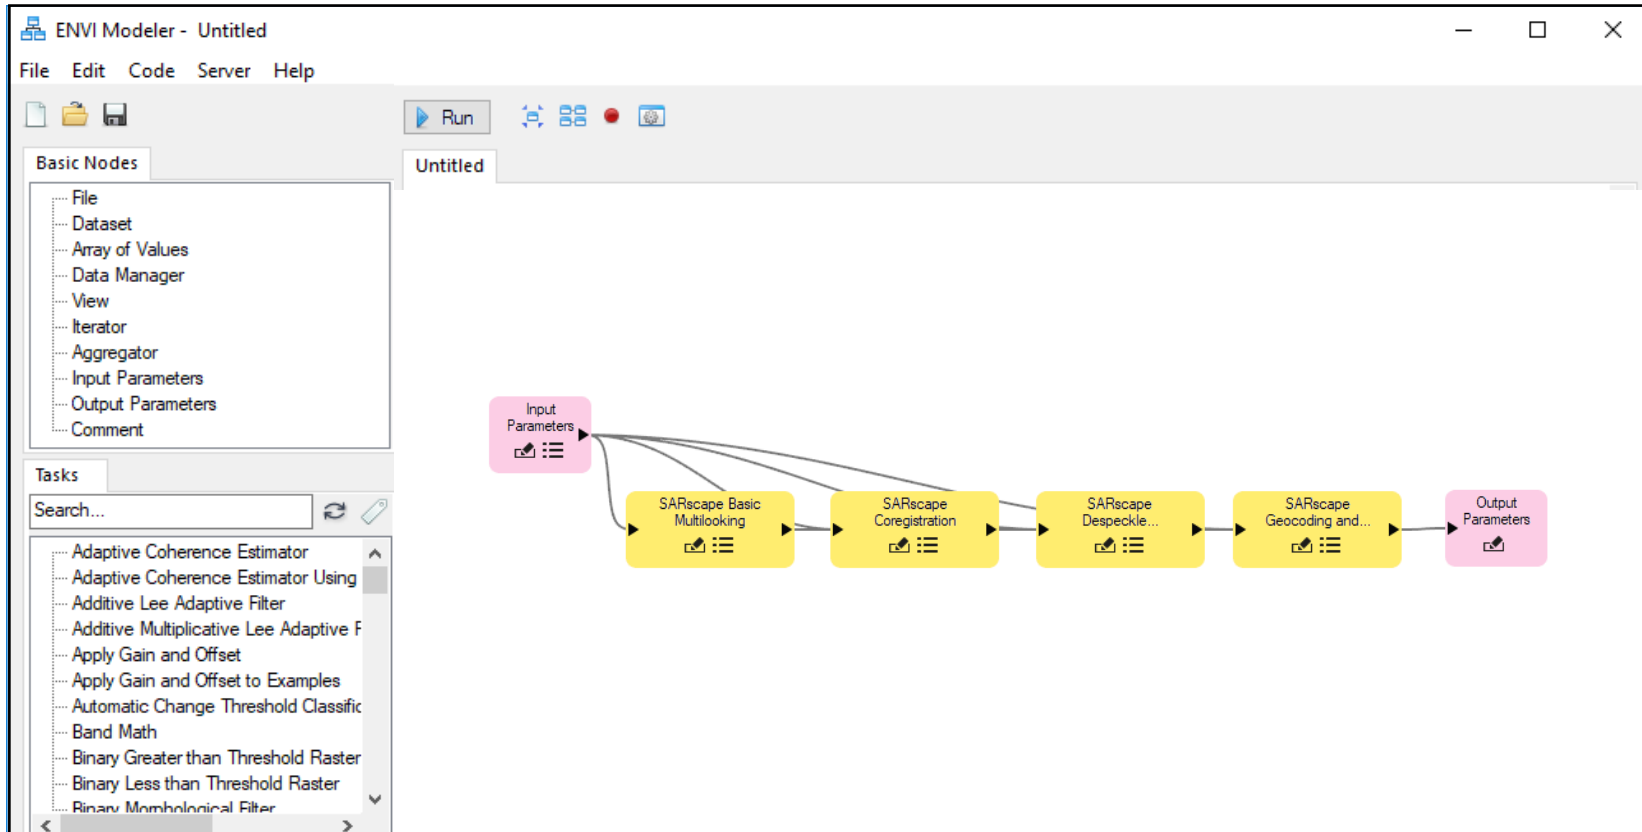 ENVI Modeler - Untitled
File Edit Code Server Help
Run
Basic Nodes
Untitled
File
Dataset
Array of Values
Data Manager
View
Iterator
Aggregator
Input Parameters
Output Parameters
Comment
Tasks
Search...
Adaptive Coherence Estimator
Adaptive Coherence Estimator Using
Additive Lee Adaptive Filter
Additive Multiplicative Lee Adaptive F
Apply Gain and Offset
Apply Gain and Offset to Examples
Automatic Change Threshold Classific
Band Math
Binary Greater than Threshold Raster
Binary Less than Threshold Raster
Binary Morphological Filter
Input
Parameters
SARscape Basic
Multilooking
SARscape
Coregistration
SARscape
Despeckle...
SARscape
Geocoding and...
Output
Parameters